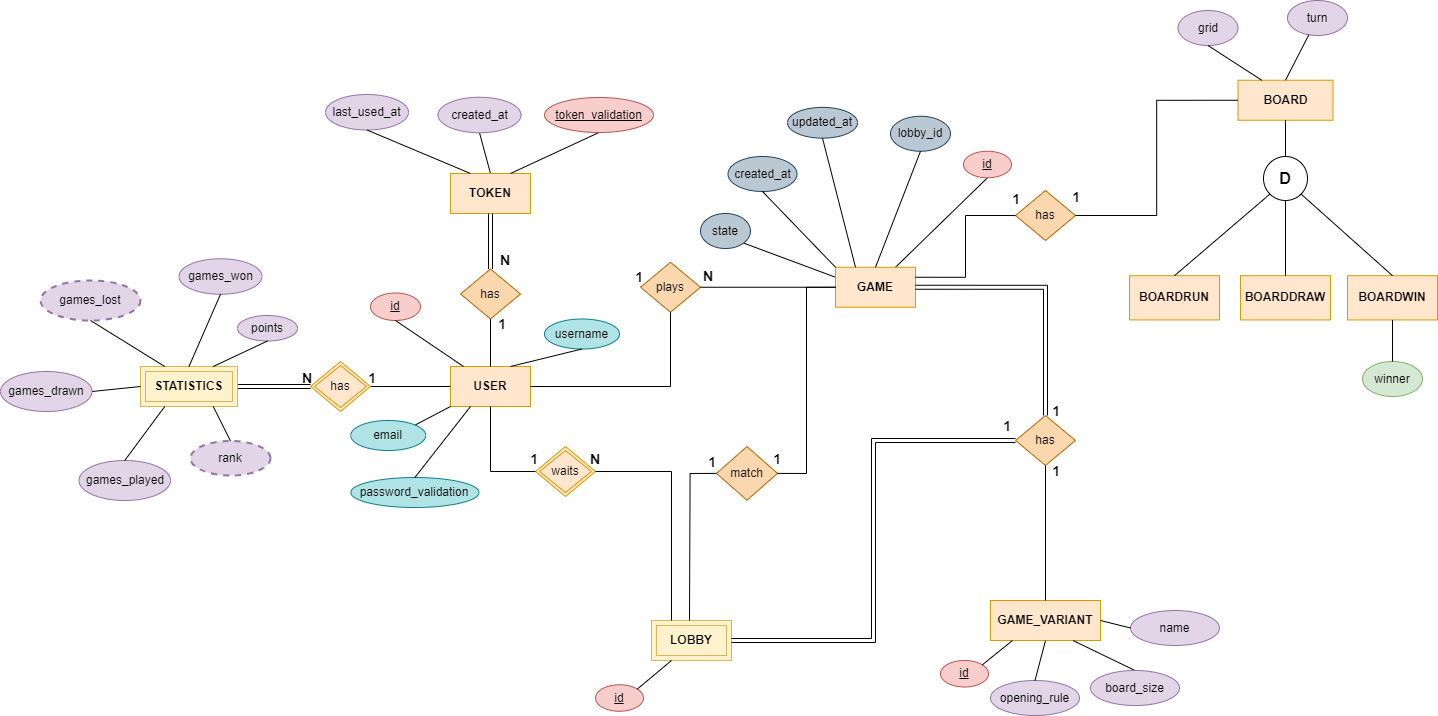 turn
grid
BOARD
last_used_at
created_at
token_validation
updated_at
lobby_id
id
created_at
D
TOKEN
state
1
has
1
N
has
1
games_won
games_lost
points
id
username
1
plays
N
GAME
BOARDRUN
BOARDDRAW
BOARDWIN
winner
STATISTICS
N
has
1
USER
games_drawn
email
games_played
rank
password_validation
1
waits
N
1
match
1
1
1
has
1
LOBBY
id
GAME_VARIANT
name
id
opening_rule
board_size